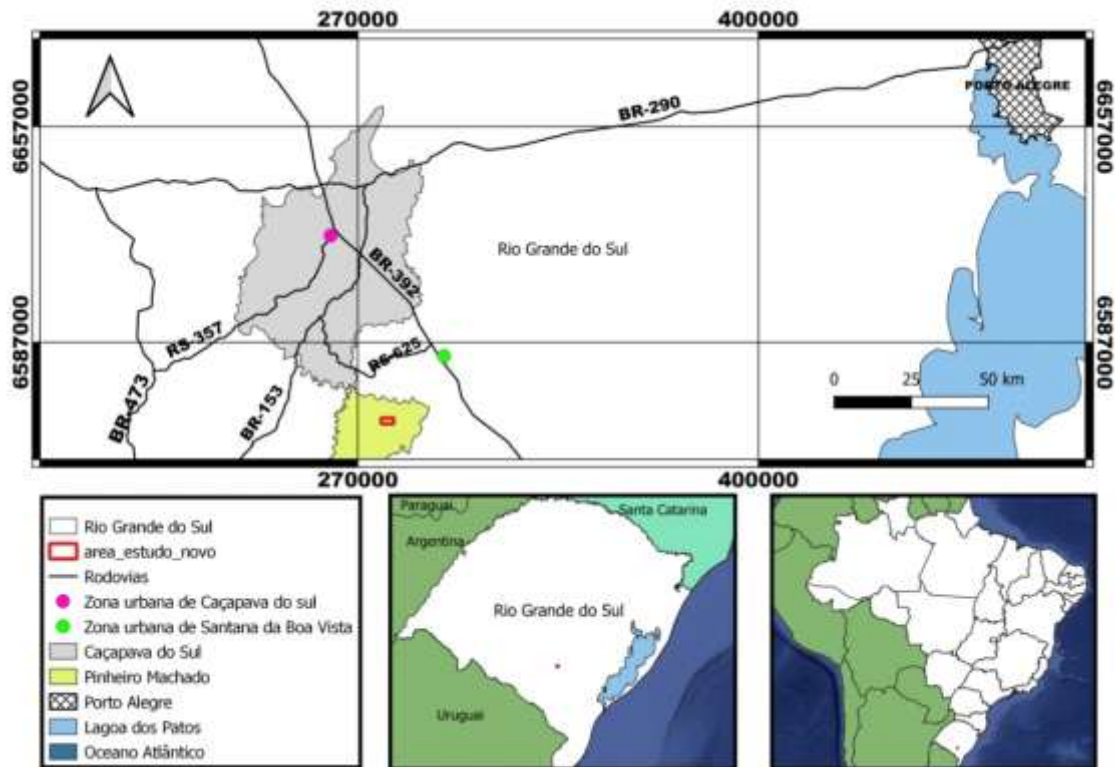 270000
400000
PORTO ALEGRE
BR-290
6657000
6657000
Rio Grande do Sul
BR-392
RS-357
RS-625
6587000
6587000
BR-473
BR-153
0 25 50 km
270000
400000
Rio Grande do Sul
area_estudo_novo
Rodovias
Zona urbana de Caçapava do sul
Zona urbana de Santana da Boa Vista
Caçapava do Sul
Pinheiro Machado
Porto Alegre
Lagoa dos Patos
Oceano Atlântico
Paraguai
Argentina
Santa Catarina
Rio Grande do Sul
Uruguai